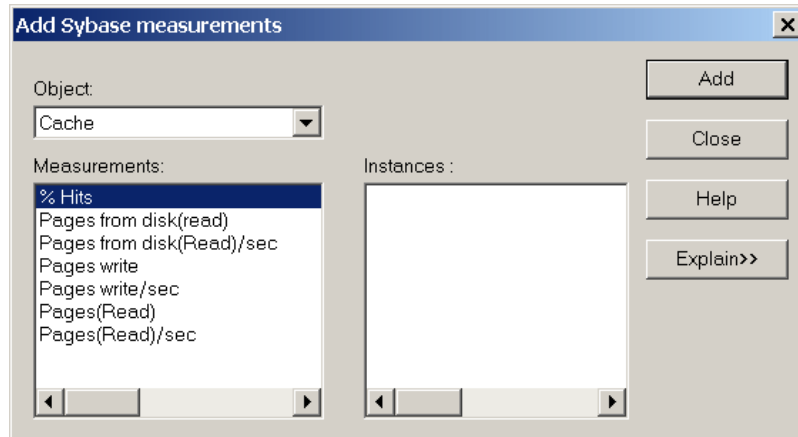 Add Sybase measurements
Object:
Cache
Measurements:
% Hits
Pages from disk(read)
Pages from disk(Read)/sec
Pages write
Pages write/sec
Pages(Read)
Pages(Read)/sec
Instances :
Add
Close
Help
Explain>>